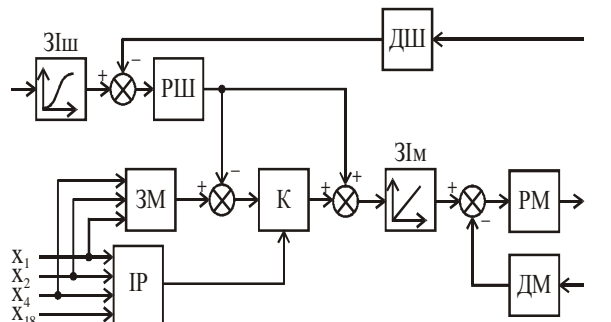 ДШ
ЗІш
+
−
РШ
−
+
ЗІм
ЗМ
+
К
+
+
РМ
−
ДМ
X1
X2
X4
X18
ІР